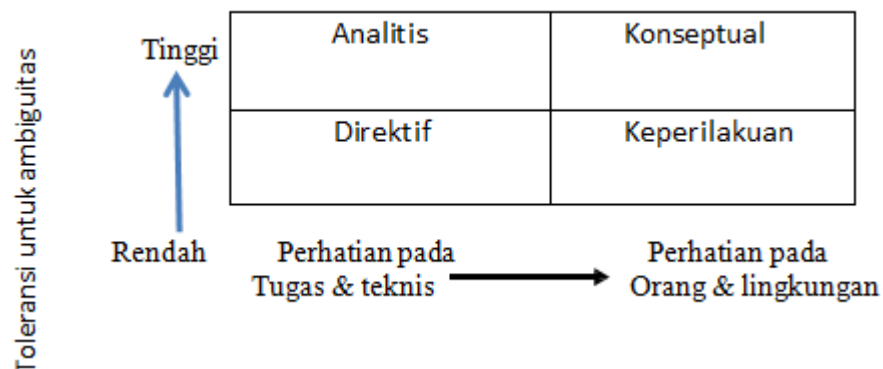 Toleransi untuk ambiguitas
Tinggi
Analitis
Konseptual
Direktif
Keperilakuan
Rendah
Perhatian pada
Tugas & teknis
Perhatian pada
Orang & lingkungan